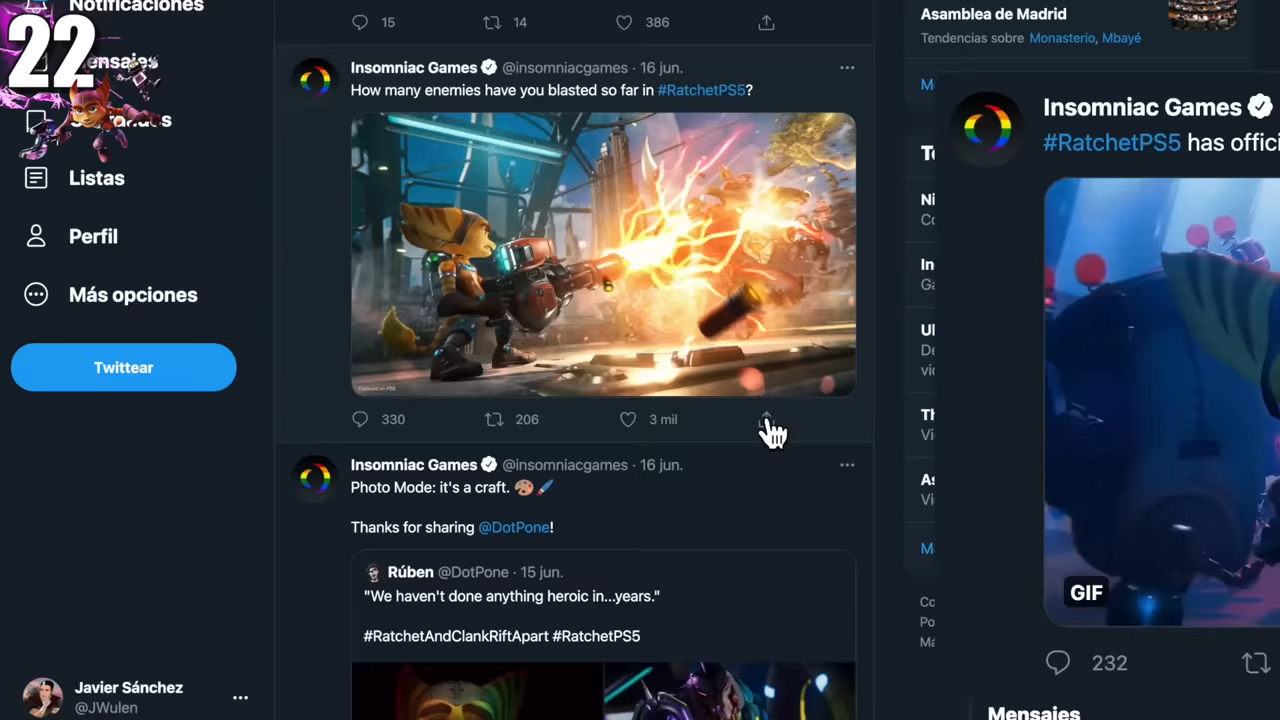 22
Notificaciones
Mensajes
Listas
Perfil
Más opciones
Twittear
Javier Sánchez
@JWulen
15 14 386
Insomniac Games @insomniacgames · 16 jun.
How many enemies have you blasted so far in #RatchetPS5?
330 206 3 mil
Insomniac Games @insomniacgames · 16 jun.
Photo Mode: it's a craft.
Thanks for sharing @DotPone!
Rúben @DotPone · 15 jun.
"We haven't done anything heroic in...years."
#RatchetAndClankRiftApart #RatchetPS5
Asamblea de Madrid
Tendencias sobre Monasterio, Mbayé
Insomniac Games
#RatchetPS5 has offici
GIF
232
Mensajes